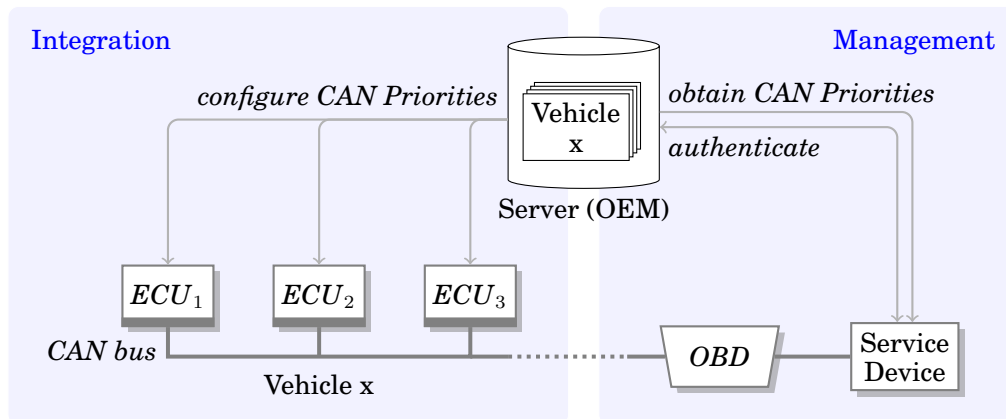 Integration
Management
configure CAN Priorities
Vehicle
x
obtain CAN Priorities
authenticate
Server (OEM)
ECU₁
ECU₂
ECU₃
CAN bus
OBD
Service
Device
Vehicle x